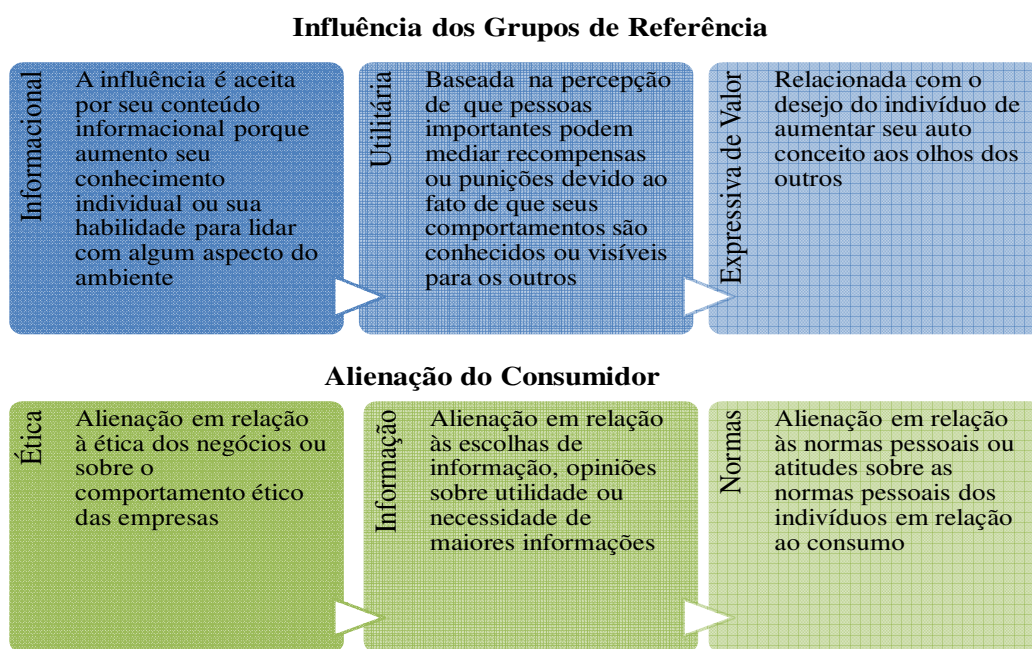 Influência dos Grupos de Referência
Informacional
A influência é aceita
por seu conteúdo
informacional porque
aumento seu
conhecimento
individual ou sua
habilidade para lidar
com algum aspecto do
ambiente
Utilitária
Baseada na percepção
de que pessoas
importantes podem
mediar recompensas
ou punições devido ao
fato de que seus
comportamentos são
conhecidos ou visíveis
para os outros
Expressiva de Valor
Relacionada com o
desejo do indivíduo de
aumentar seu auto
conceito aos olhos dos
outros
Alienação do Consumidor
Ética
Alienação em relação
à ética dos negócios ou
sobre o
comportamento ético
das empresas
Informação
Alienação em relação
às escolhas de
informação, opiniões
sobre utilidade ou
necessidade de
maiores informações
Normas
Alienação em relação
às normas pessoais ou
atitudes sobre as
normas pessoais dos
indivíduos em relação
ao consumo